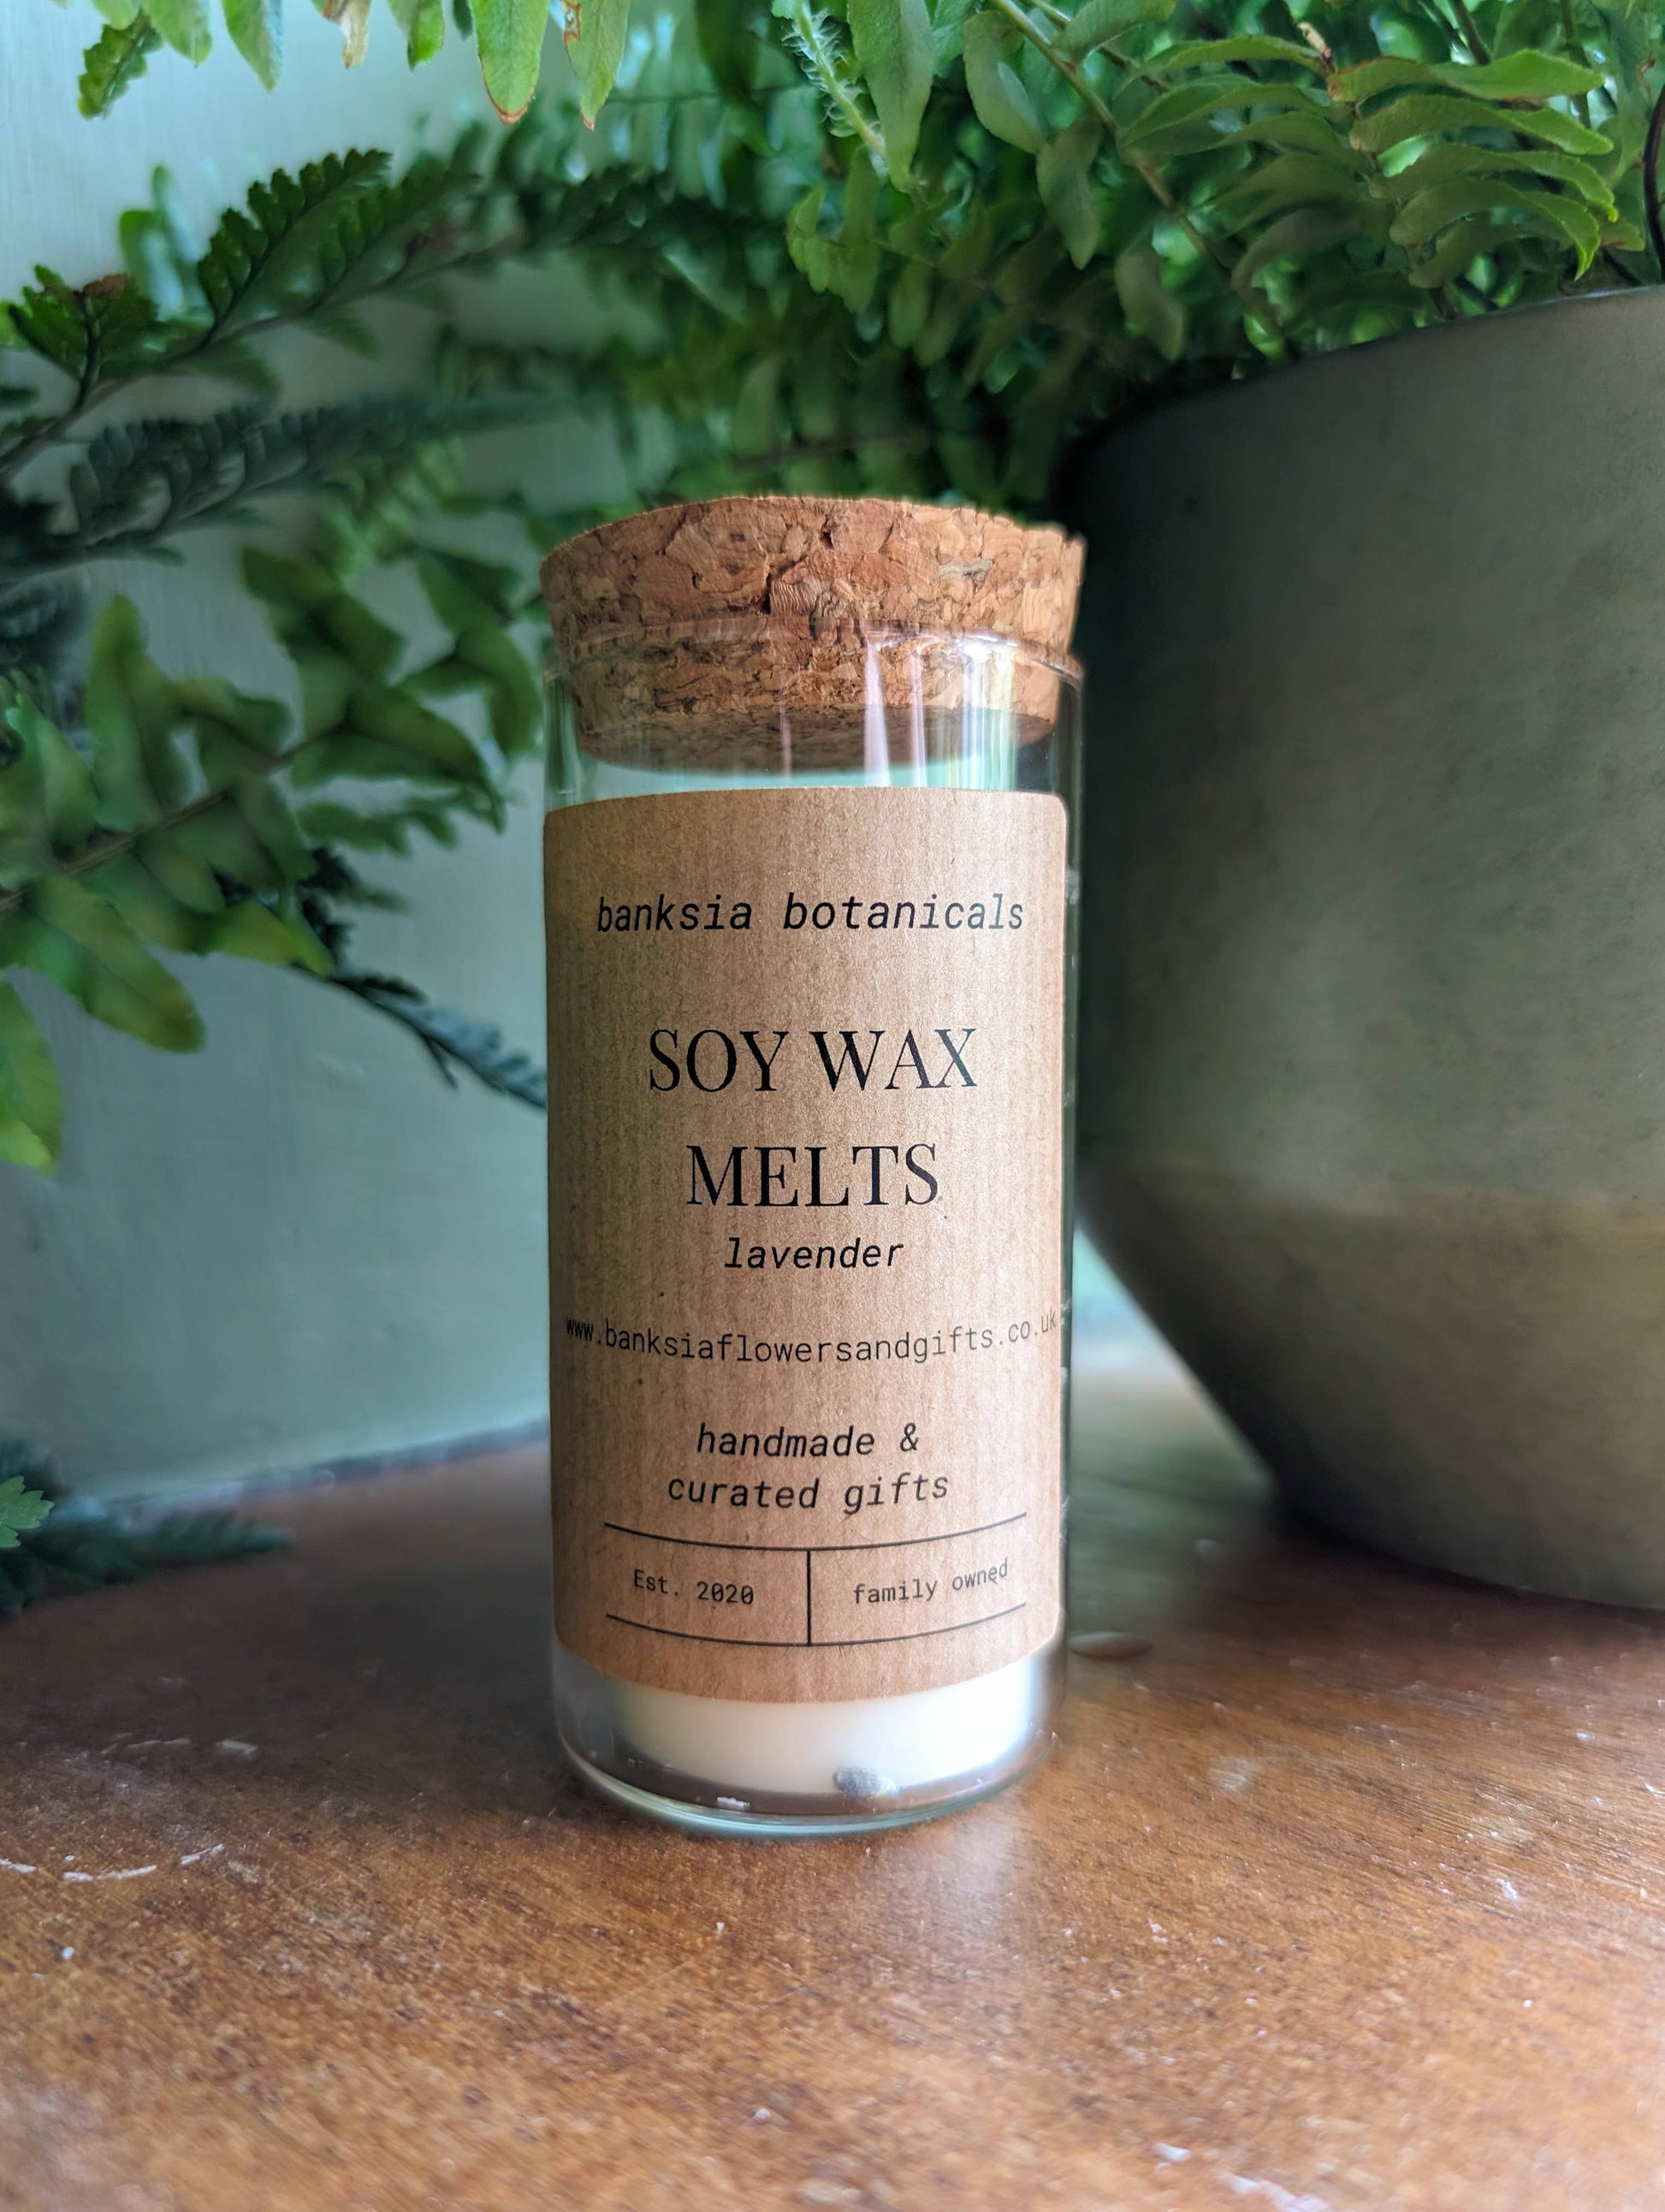 banksia botanicals
SOY WAX
MELTS
lavender
www.banksiaflowersandgifts.co.uk
handmade &
curated gifts
Est. 2020
family owned